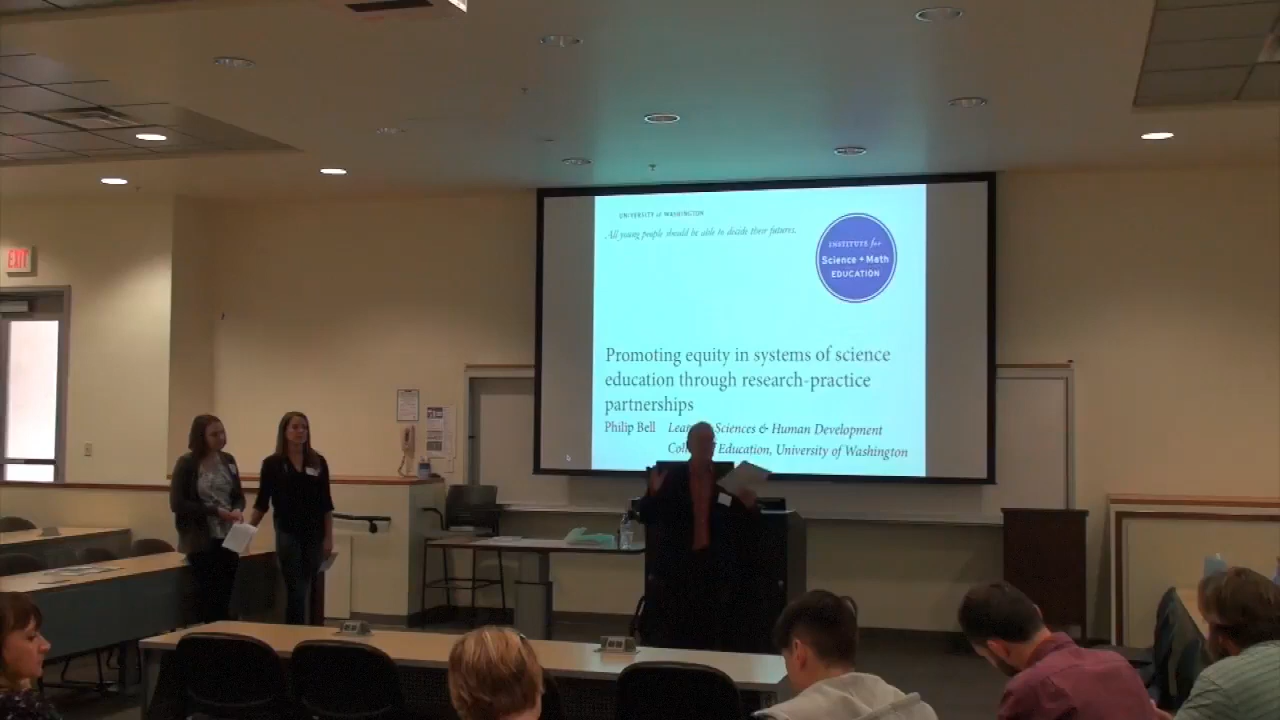 EXIT
UNIVERSITY of WASHINGTON
All young people should be able to decide their futures.
INSTITUTE for
Science + Math
EDUCATION
Promoting equity in systems of science
education through research-practice
partnerships
Philip Bell
Sciences & Human Development
Education, University of Washington